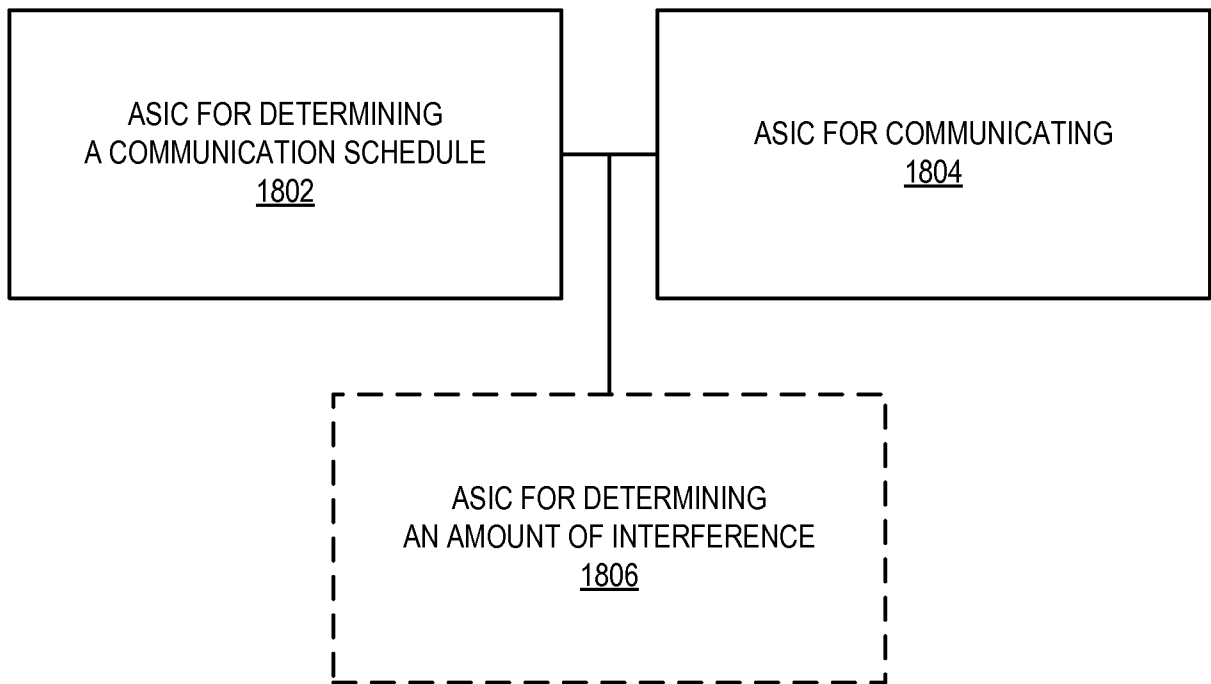 ASIC FOR DETERMINING
A COMMUNICATION SCHEDULE
1802
ASIC FOR COMMUNICATING
1804
ASIC FOR DETERMINING
AN AMOUNT OF INTERFERENCE
1806